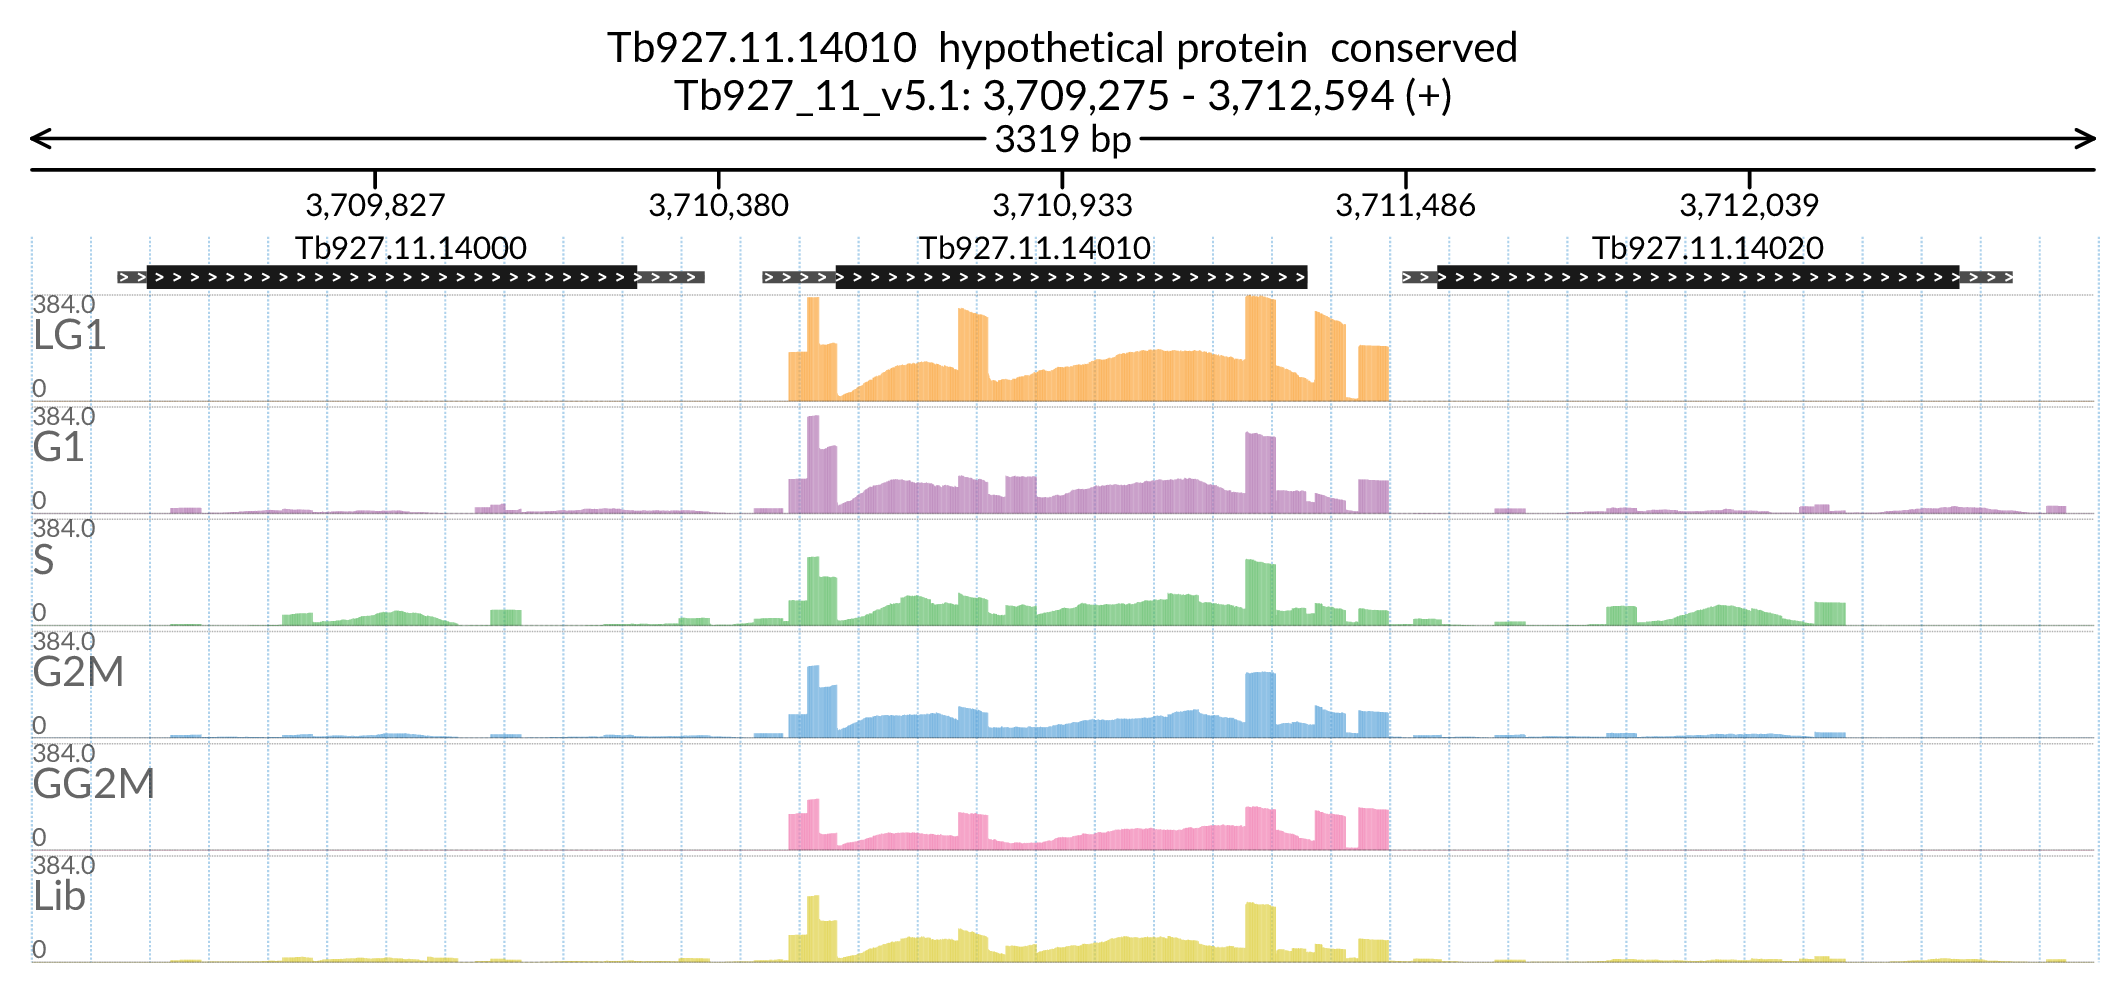 Tb927.11.14010 hypothetical protein conserved
Tb927_11_v5.1: 3,709,275 - 3,712,594 (+)
3319 bp
3,709,827 3,710,380 3,710,933 3,711,486 3,712,039
Tb927.11.14000 Tb927.11.14010 Tb927.11.14020
384.0
LG1
0
384.0
G1
0
384.0
S
0
384.0
G2M
0
384.0
GG2M
0
384.0
Lib
0